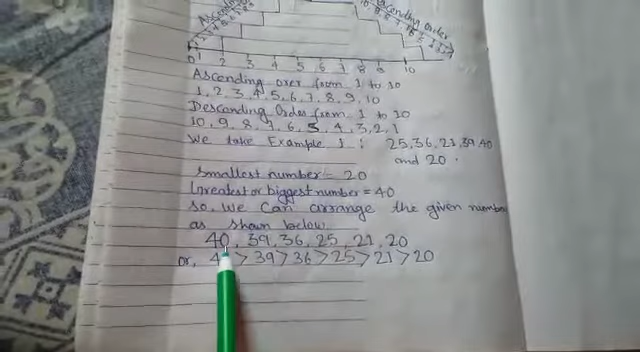 Ascending
Descending Order
0 1 2 3 4 5 6 7 8 9 10
Ascending orer from 1 to 10
1, 2, 3, 4, 5, 6, 7, 8, 9, 10
Descending Order from 1 to 10
10, 9, 8, 7, 6, 5, 4, 3, 2, 1
We take Example 1 : 25, 36, 21, 39, 40
and 20.
Smallest number = 20
Greatest or biggest number = 40
so, we can arrange the given number
as shown below
40, 39, 36, 25, 21, 20
or, > 39 > 36 > 25 > 21 > 20